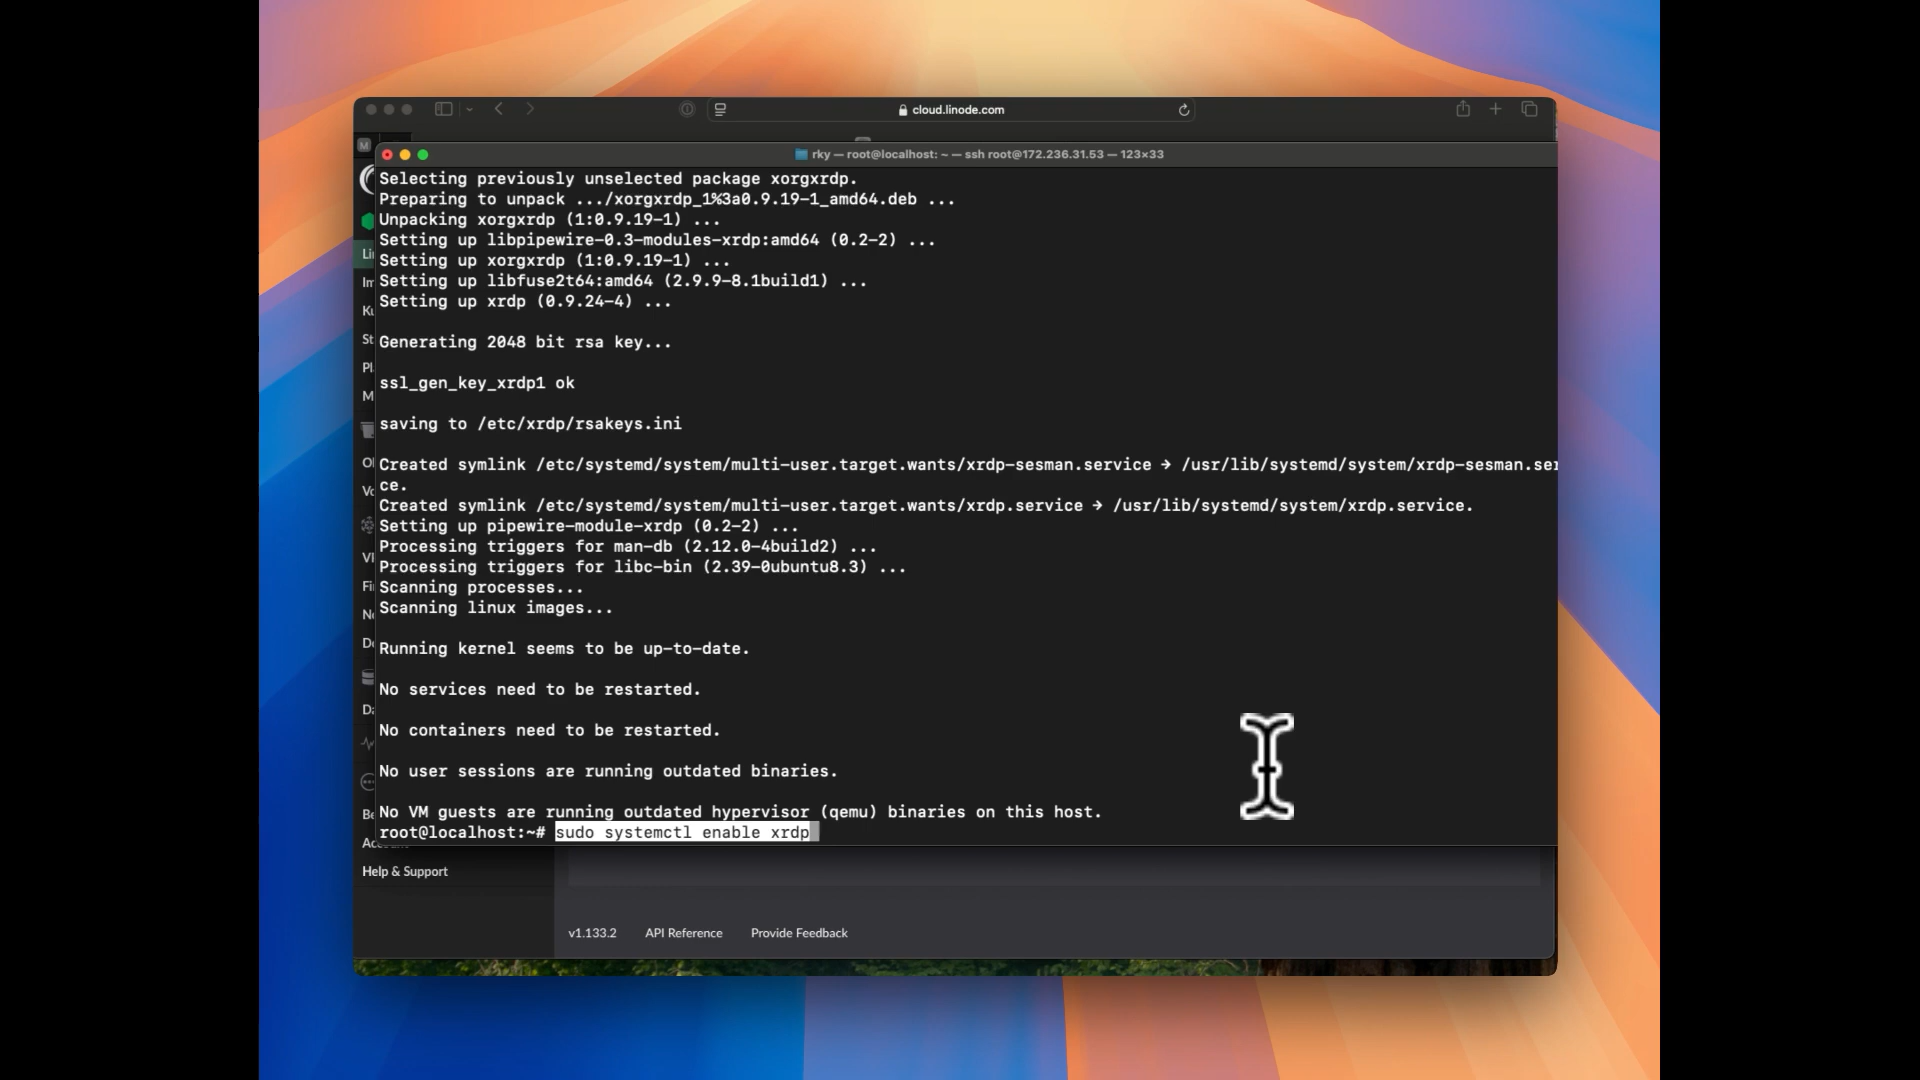 cloud.linode.com
M
rky — root@localhost: ~ — ssh root@172.236.31.53 — 123×33
Selecting previously unselected package xorgxrdp.
Preparing to unpack .../xorgxrdp_1%3a0.9.19-1_amd64.deb ...
Unpacking xorgxrdp (1:0.9.19-1) ...
Setting up libpipewire-0.3-modules-xrdp:amd64 (0.2-2) ...
Setting up xorgxrdp (1:0.9.19-1) ...
Setting up libfuse2t64:amd64 (2.9.9-8.1build1) ...
Setting up xrdp (0.9.24-4) ...
Generating 2048 bit rsa key...
ssl_gen_key_xrdp1 ok
saving to /etc/xrdp/rsakeys.ini
Created symlink /etc/systemd/system/multi-user.target.wants/xrdp-sesman.service → /usr/lib/systemd/system/xrdp-sesman.ser
ce.
Created symlink /etc/systemd/system/multi-user.target.wants/xrdp.service → /usr/lib/systemd/system/xrdp.service.
Setting up pipewire-module-xrdp (0.2-2) ...
Processing triggers for man-db (2.12.0-4build2) ...
Processing triggers for libc-bin (2.39-0ubuntu8.3) ...
Scanning processes...
Scanning linux images...
Running kernel seems to be up-to-date.
No services need to be restarted.
No containers need to be restarted.
No user sessions are running outdated binaries.
No VM guests are running outdated hypervisor (qemu) binaries on this host.
root@localhost:~# sudo systemctl enable xrdp
Help & Support
v1.133.2 API Reference Provide Feedback